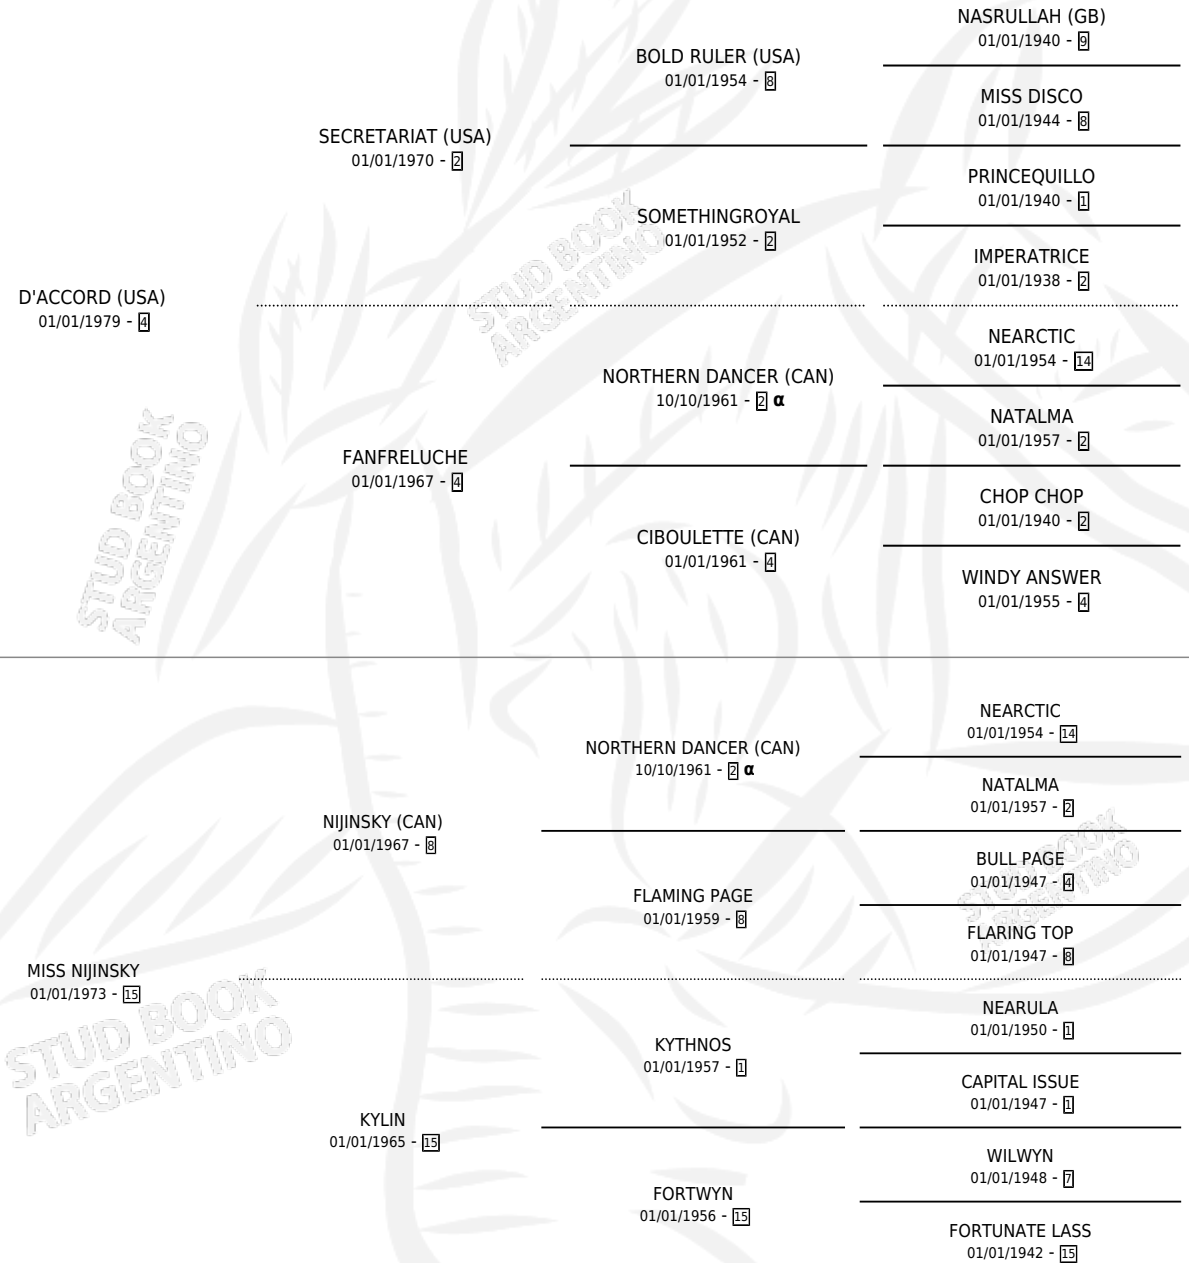 NASRULLAH (GB)
01/01/1940 - 9
BOLD RULER (USA)
01/01/1954 - 8
MISS DISCO
01/01/1944 - 8
SECRETARIAT (USA)
01/01/1970 - 2
PRINCEQUILLO
01/01/1940 - 1
SOMETHINGROYAL
01/01/1952 - 2
IMPERATRICE
01/01/1938 - 2
D'ACCORD (USA)
01/01/1979 - 4
NEARCTIC
01/01/1954 - 14
NORTHERN DANCER (CAN)
10/10/1961 - 2 α
NATALMA
01/01/1957 - 2
FANFRELUCHE
01/01/1967 - 4
CHOP CHOP
01/01/1940 - 2
CIBOULETTE (CAN)
01/01/1961 - 4
WINDY ANSWER
01/01/1955 - 4
STUD BOOK
ARGENTINO
STUD BOOK
ARGENTINO
NEARCTIC
01/01/1954 - 14
NORTHERN DANCER (CAN)
10/10/1961 - 2 α
NATALMA
01/01/1957 - 2
NIJINSKY (CAN)
01/01/1967 - 8
BULL PAGE
01/01/1947 - 4
FLAMING PAGE
01/01/1959 - 8
FLARING TOP
01/01/1947 - 8
MISS NIJINSKY
01/01/1973 - 15
NEARULA
01/01/1950 - 1
KYTHNOS
01/01/1957 - 1
CAPITAL ISSUE
01/01/1947 - 1
KYLIN
01/01/1965 - 15
WILWYN
01/01/1948 - 7
FORTWYN
01/01/1956 - 15
FORTUNATE LASS
01/01/1942 - 15
STUD BOOK
ARGENTINO
STUD BOOK
ARGENTINO